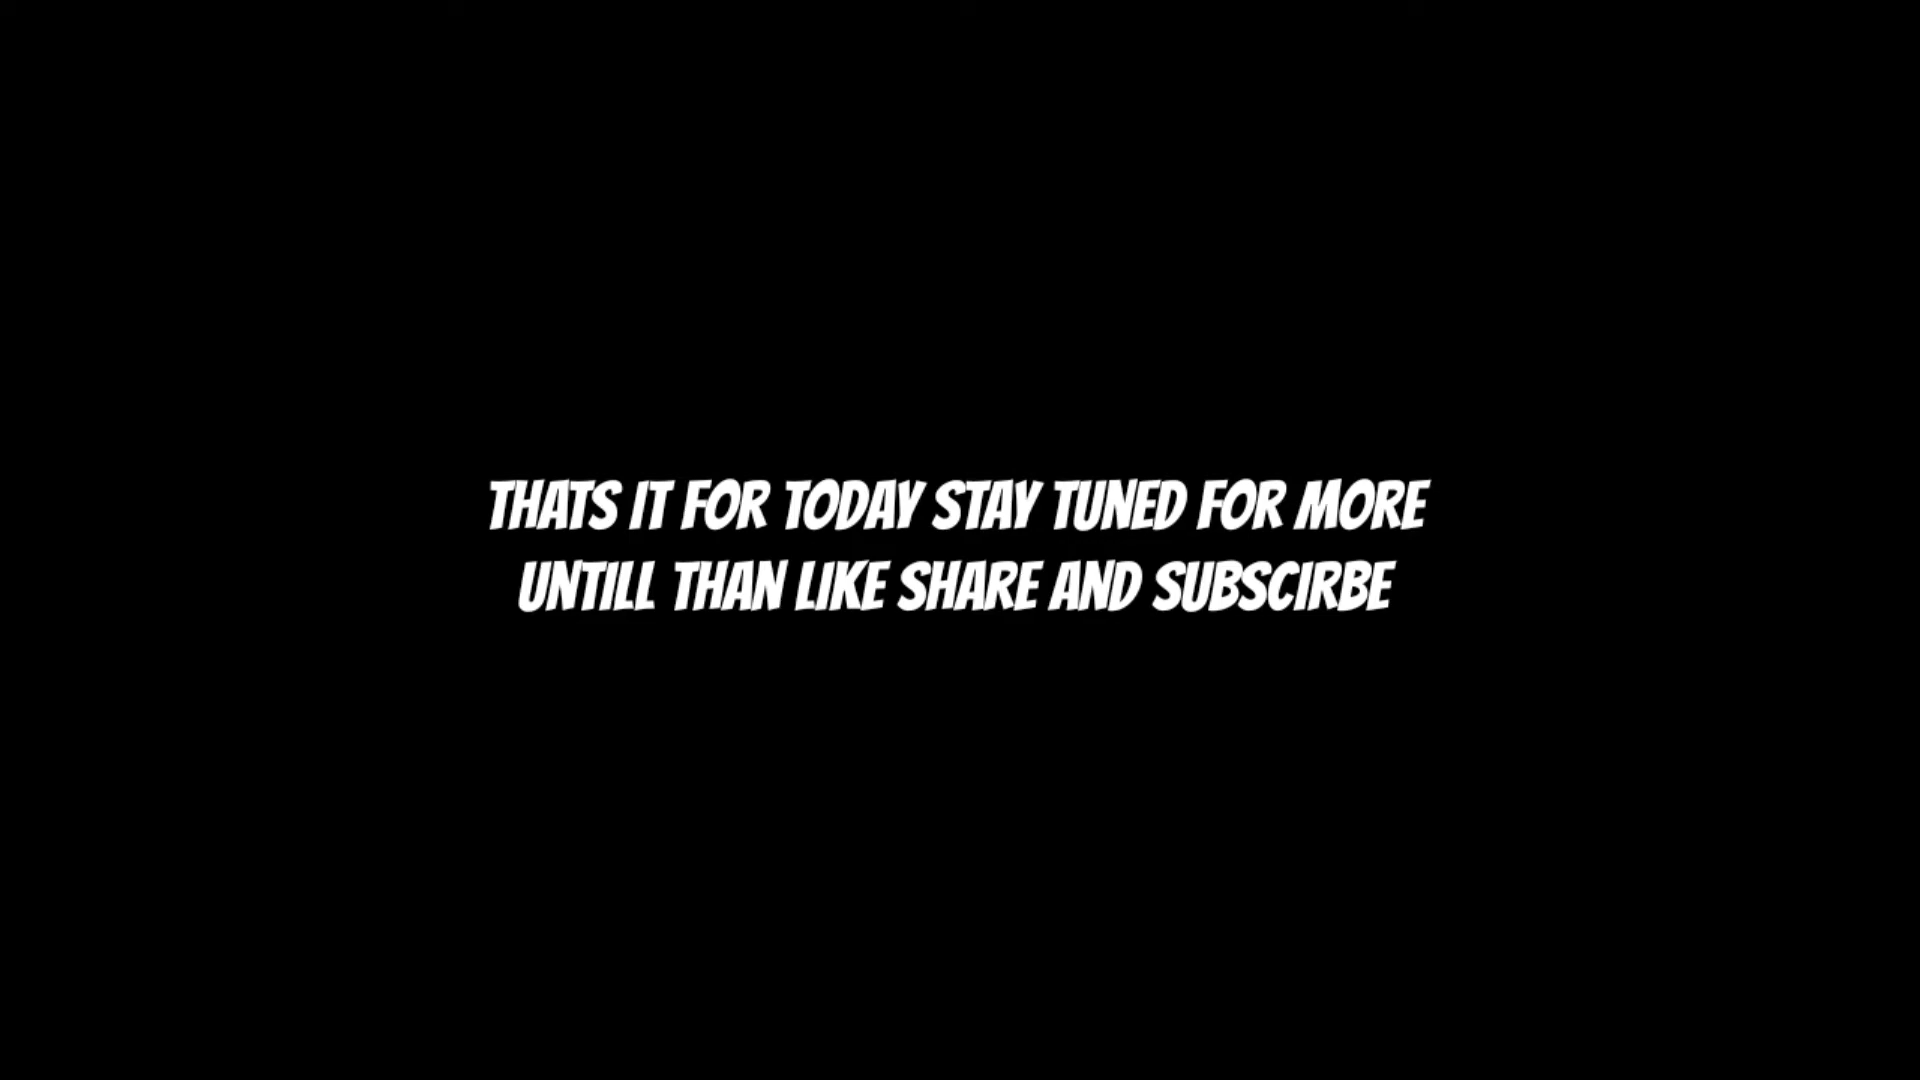 THATS IT FOR TODAY STAY TUNED FOR MORE
UNTILL THAN LIKE SHARE AND SUBSCIRBE